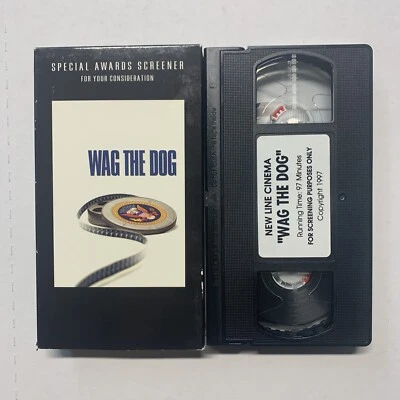 SPECIAL AWARDS SCREENER
FOR YOUR CONSIDERATION
WAG THE DOG
NEW LINE CINEMA
"WAG THE DOG"
Running Time: 97 Minutes
FOR SCREENING PURPOSES ONLY
Copyright 1997